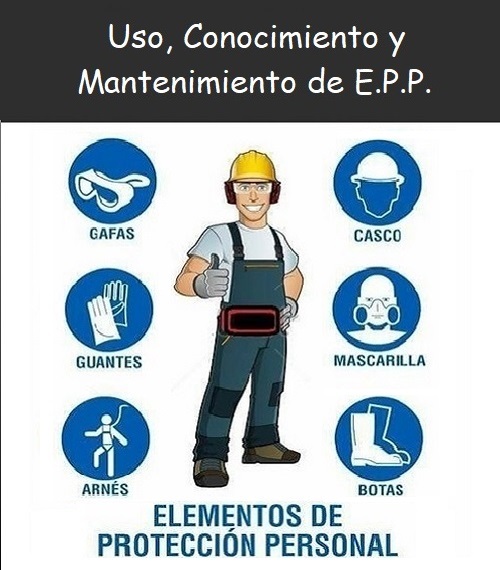 Uso, Conocimiento y
Mantenimiento de E.P.P.
GAFAS
CASCO
GUANTES
MASCARILLA
ARNÉS
BOTAS
ELEMENTOS DE
PROTECCIÓN PERSONAL